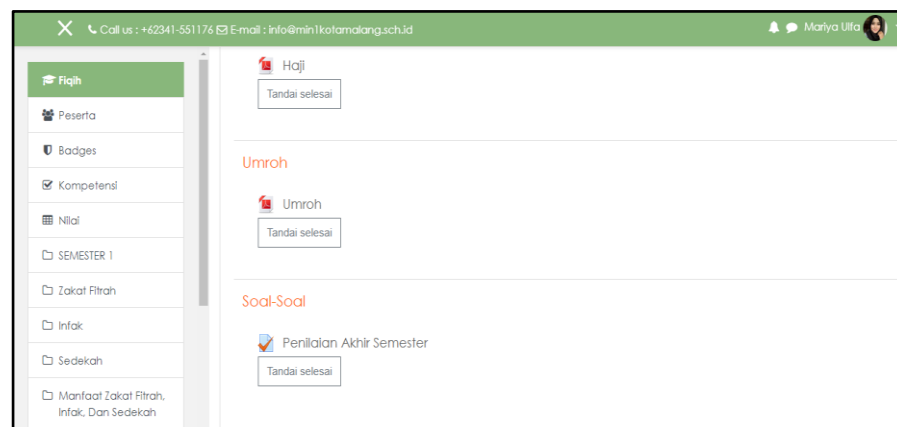 Call us : +62341-551176 E-mail : info@min1kotamalang.sch.id
Mariya Ulfa
Fiqih
Peserta
Badges
Kompetensi
Nilai
SEMESTER 1
Zakat Fitrah
Infak
Sedekah
Manfaat Zakat Fitrah,
Infak, Dan Sedekah
Haji
Tandai selesai
Umroh
Umroh
Tandai selesai
Soal-Soal
Penilaian Akhir Semester
Tandai selesai